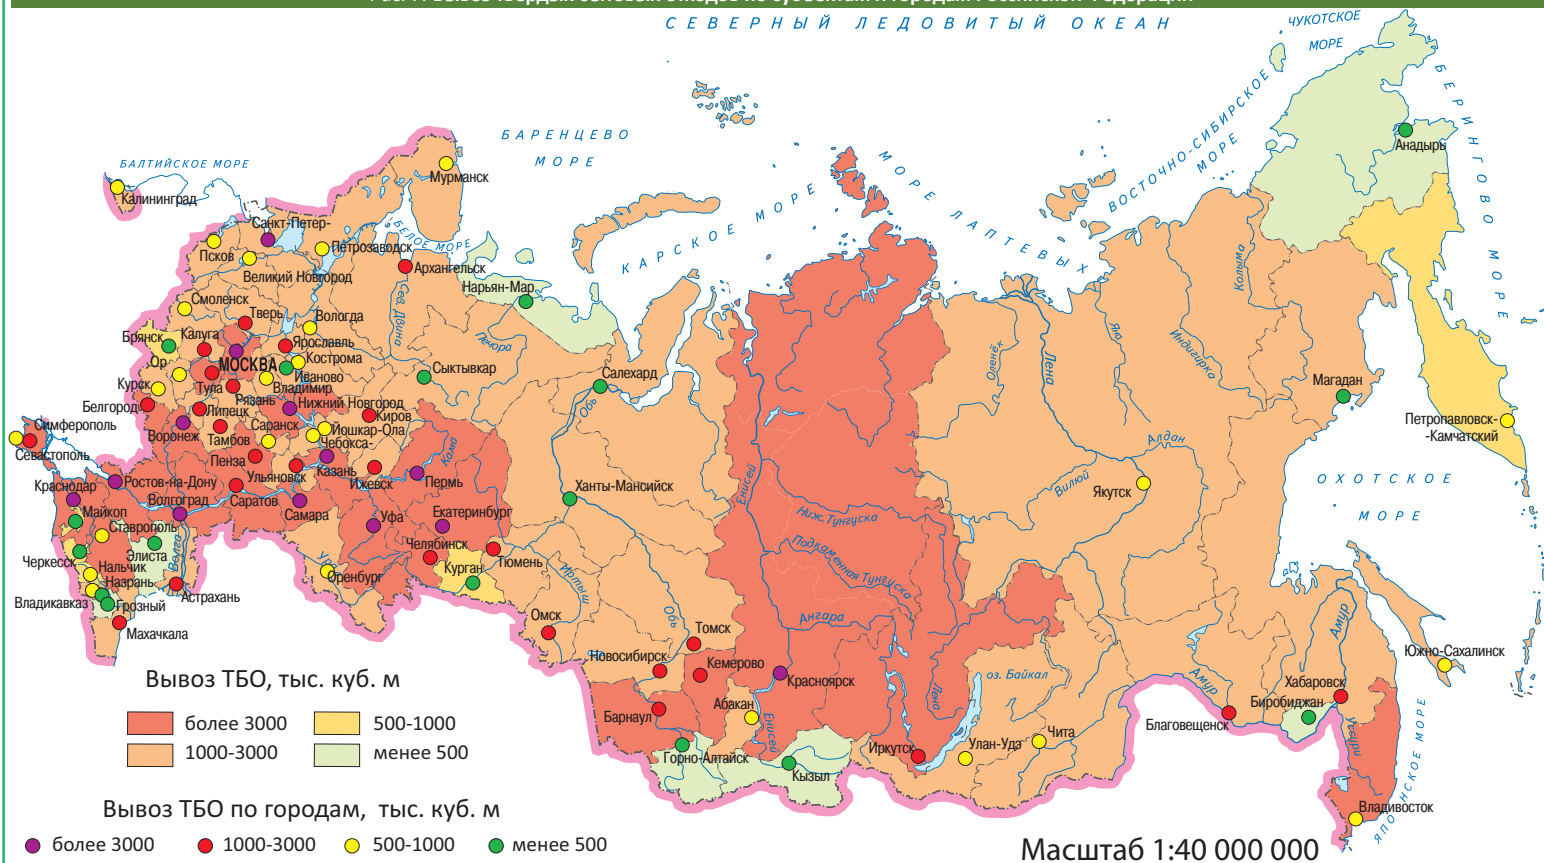 СЕВЕРНЫЙ ЛЕДОВИТЫЙ ОКЕАН
ЧУКОТСКОЕ
МОРЕ
БЕРИНГОВО МОРЕ
ВОСТОЧНО-СИБИРСКОЕ
МОРЕ
БАРЕНЦЕВО
МОРЕ
БАЛТИЙСКОЕ МОРЕ
МОРЕ ЛАПТЕВЫХ
КАРСКОЕ МОРЕ
БЕЛОЕ МОРЕ
Анадырь
Мурманск
Калининград
Санкт-Петер-
Петрозаводск
Псков
Великий Новгород
Архангельск
Нарьян-Мар
Смоленск
Тверь
Вологда
Сев. Двина
Печора
Брянск
Калуга
Ярославль
МОСКВА
Кострома
Ор
Иваново
Сыктывкар
Салехард
Обь
Курск
Тула
Владимир
Рязань
Белгород
Липецк
Нижний Новгород
Киров
Симферополь
Воронеж
Тамбов
Саранск
Йошкар-Ола
Чебокса-
Севастополь
Пенза
Ульяновск
Казань
Ижевск
Кама
Пермь
Краснодар
Ростов-на-Дону
Волгоград
Саратов
Самара
Уфа
Екатеринбург
Ханты-Мансийск
Майкоп
Ставрополь
Элиста
Волга
Челябинск
Тюмень
Черкесск
Нальчик
Назрань
Оренбург
Курган
Владикавказ
Грозный
Астрахань
Махачкала
Иртыш
Обь
Омск
Томск
Новосибирск
Кемерово
Барнаул
Абакан
Красноярск
Енисей
Енисей
Горно-Алтайск
Кызыл
Ниж. Тунгуска
Подкаменная Тунгуска
Ангара
Лена
оз. Байкал
Иркутск
Улан-Удэ
Чита
Оленёк
Лена
Яна
Индигирка
Колыма
Алдан
Вилюй
Якутск
Магадан
Петропавловск-
-Камчатский
ОХОТСКОЕ
МОРЕ
Амур
Амур
Южно-Сахалинск
Хабаровск
Биробиджан
Благовещенск
Уссури
Владивосток
ЯПОНСКОЕ МОРЕ
Вывоз ТБО, тыс. куб. м
более 3000
500-1000
1000-3000
менее 500
Вывоз ТБО по городам, тыс. куб. м
более 3000
1000-3000
500-1000
менее 500
Масштаб 1:40 000 000